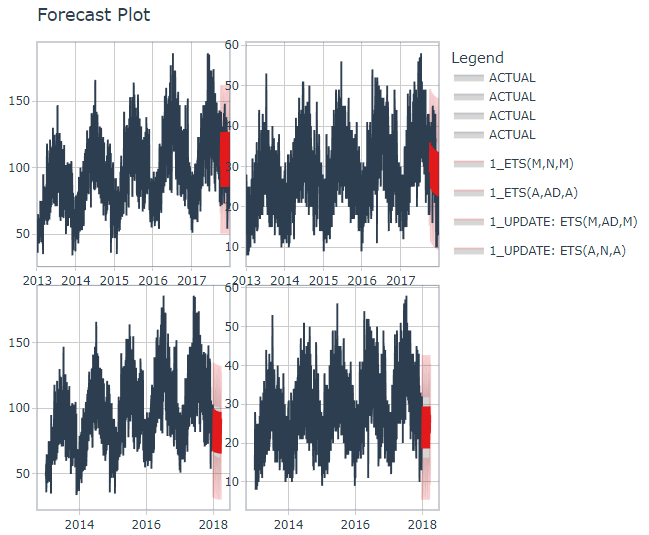 Forecast Plot
150
100
50
2013 2014 2015 2016 2017
60
50
40
30
20
10
2013 2014 2015 2016 2017
150
100
50
2014 2016 2018
60
50
40
30
20
10
2014 2016 2018
Legend
ACTUAL
ACTUAL
ACTUAL
ACTUAL
1_ETS(M,N,M)
1_ETS(A,AD,A)
1_UPDATE: ETS(M,AD,M)
1_UPDATE: ETS(A,N,A)